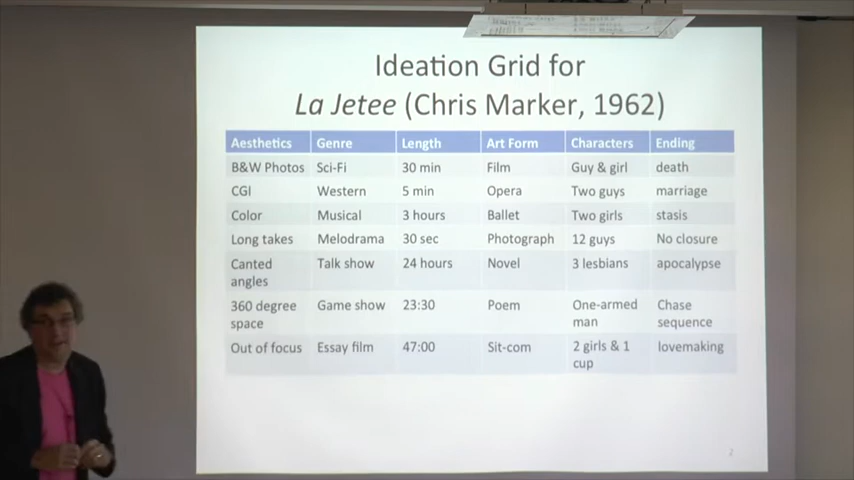 Ideation Grid for
La Jetee (Chris Marker, 1962)
Aesthetics Genre Length Art Form Characters Ending
B&W Photos Sci-Fi 30 min Film Guy & girl death
CGI Western 5 min Opera Two guys marriage
Color Musical 3 hours Ballet Two girls stasis
Long takes Melodrama 30 sec Photograph 12 guys No closure
Canted Talk show 24 hours Novel 3 lesbians apocalypse
angles
360 degree Game show 23:30 Poem One-armed Chase
space man sequence
Out of focus Essay film 47:00 Sit-com 2 girls & 1 lovemaking
cup
2